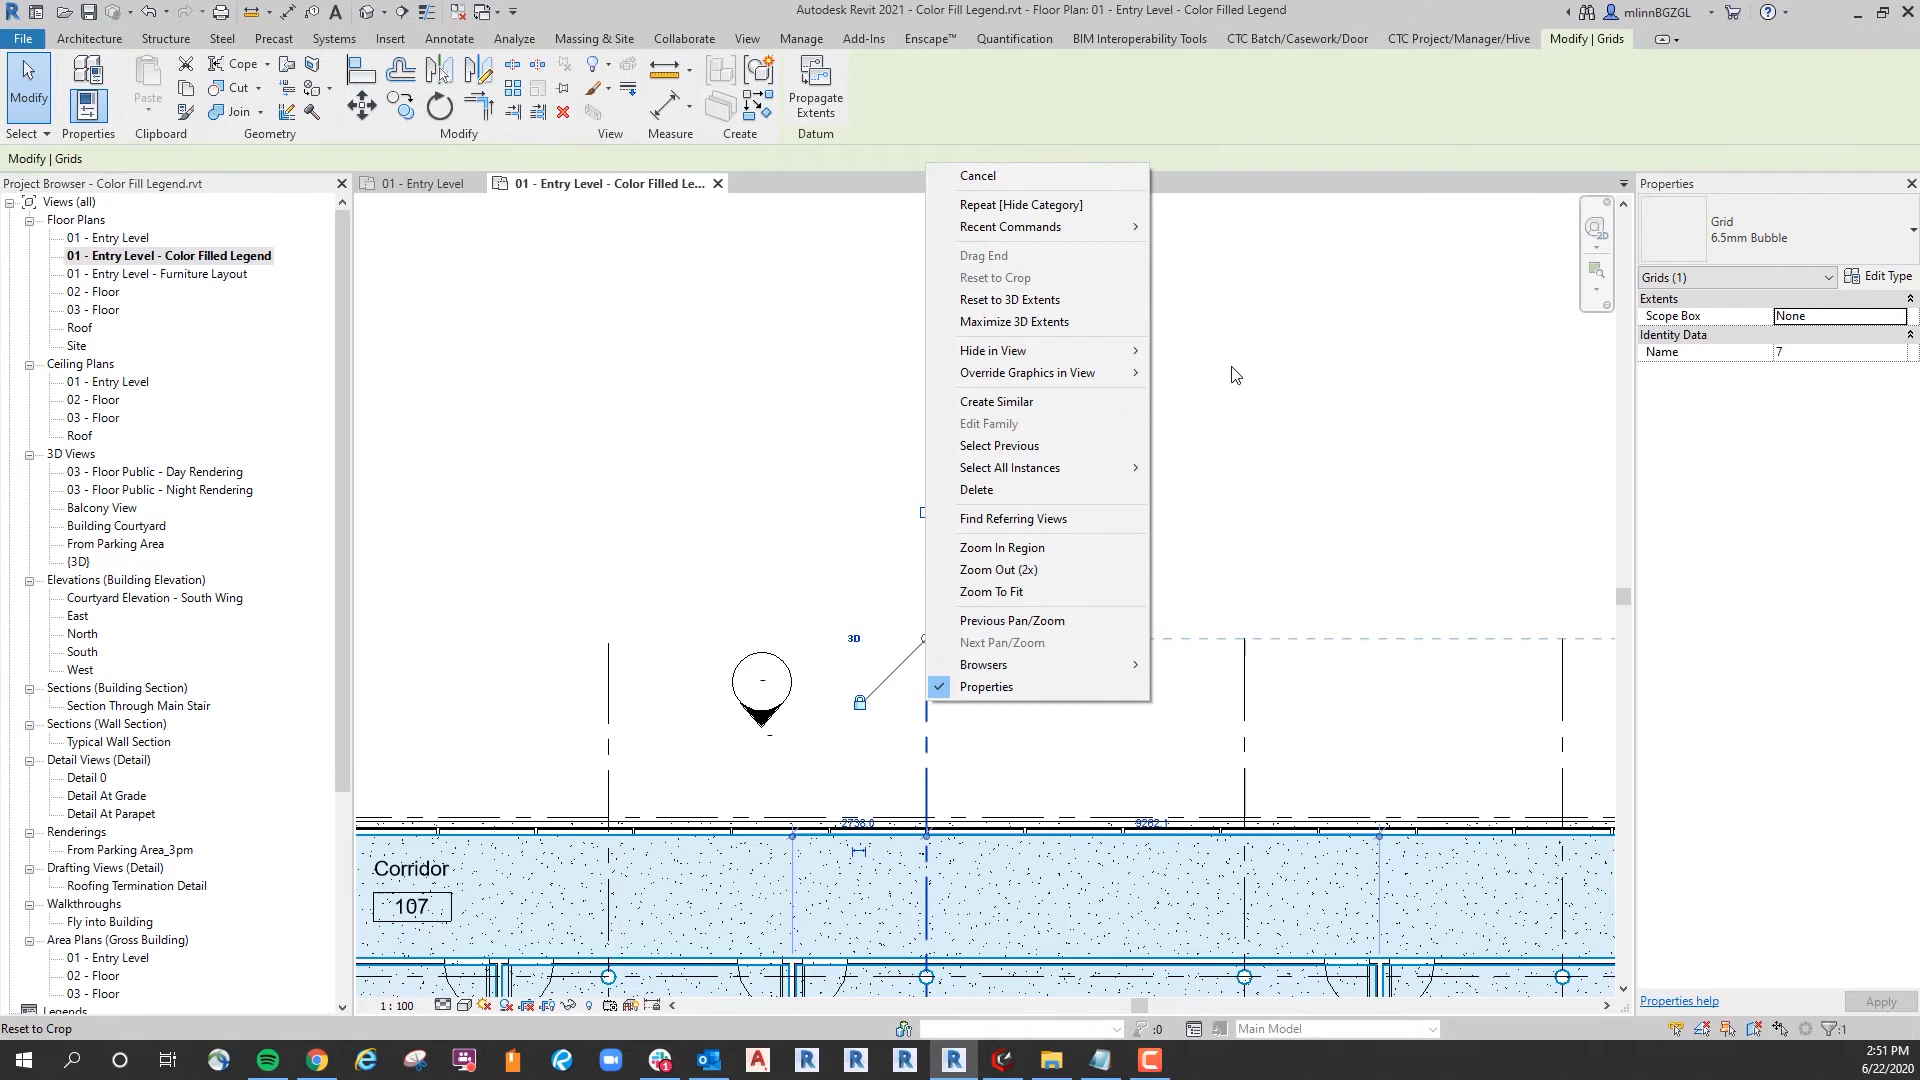 Autodesk Revit 2021 - Color Fill Legend.rvt - Floor Plan: 01 - Entry Level - Color Filled Legend
mlinnBGZGL
File Architecture Structure Steel Precast Systems Insert Annotate Analyze Massing & Site Collaborate View Manage Add-Ins Enscape™ Quantification BIM Interoperability Tools CTC Batch/Casework/Door CTC Project/Manager/Hive Modify | Grids
Modify
Paste
Cope
Cut
Join
Propagate
Extents
Select Properties Clipboard Geometry Modify View Measure Create Datum
Modify | Grids
Project Browser - Color Fill Legend.rvt
Views (all)
Floor Plans
01 - Entry Level
01 - Entry Level - Color Filled Legend
01 - Entry Level - Furniture Layout
02 - Floor
03 - Floor
Roof
Site
Ceiling Plans
01 - Entry Level
02 - Floor
03 - Floor
Roof
3D Views
03 - Floor Public - Day Rendering
03 - Floor Public - Night Rendering
Balcony View
Building Courtyard
From Parking Area
{3D}
Elevations (Building Elevation)
Courtyard Elevation - South Wing
East
North
South
West
Sections (Building Section)
Section Through Main Stair
Sections (Wall Section)
Typical Wall Section
Detail Views (Detail)
Detail 0
Detail At Grade
Detail At Parapet
Renderings
From Parking Area_3pm
Drafting Views (Detail)
Roofing Termination Detail
Walkthroughs
Fly into Building
Area Plans (Gross Building)
01 - Entry Level
02 - Floor
03 - Floor
Legends
01 - Entry Level
01 - Entry Level - Color Filled Le...
Cancel
Repeat [Hide Category]
Recent Commands
Drag End
Reset to Crop
Reset to 3D Extents
Maximize 3D Extents
Hide in View
Override Graphics in View
Create Similar
Edit Family
Select Previous
Select All Instances
Delete
Find Referring Views
Zoom In Region
Zoom Out (2x)
Zoom To Fit
Previous Pan/Zoom
Next Pan/Zoom
Browsers
Properties
3D
2738.0
9262.1
Corridor
107
2D
Properties
Grid
6.5mm Bubble
Grids (1)
Edit Type
Extents
Scope Box None
Identity Data
Name 7
Properties help
Apply
1 : 100
Reset to Crop
:0
Main Model
:1
2:51 PM
6/22/2020